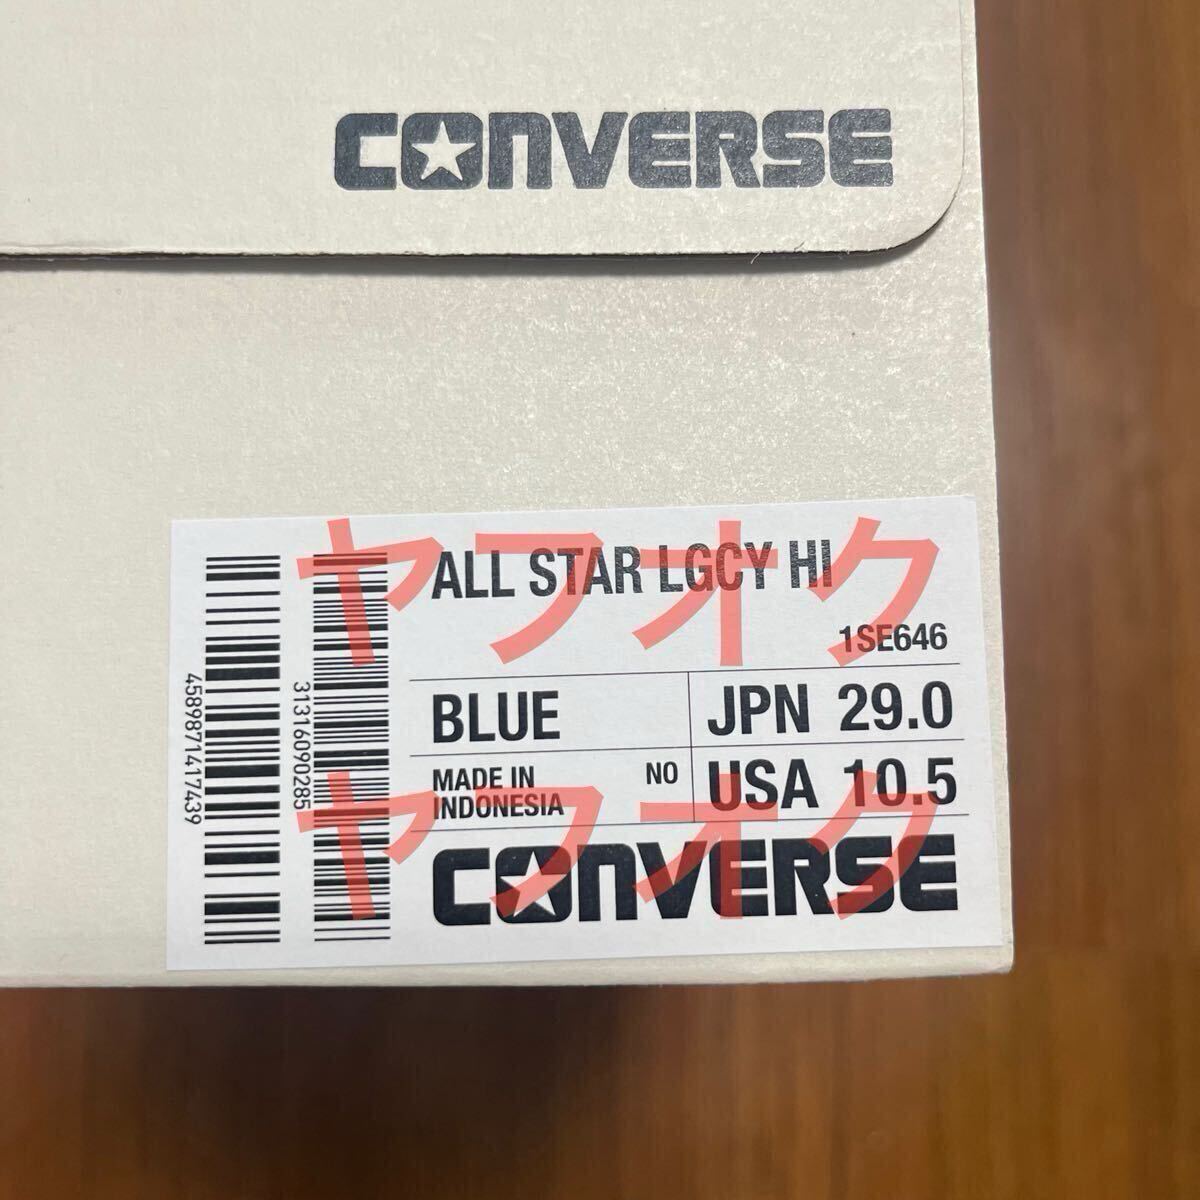 CONVERSE
ALL STAR LGCY HI
1SE646
BLUE
JPN 29.0
MADE IN
INDONESIA
NO
USA 10.5
CONVERSE
4589871417439
31316090285
ヤフオク
ヤフオク